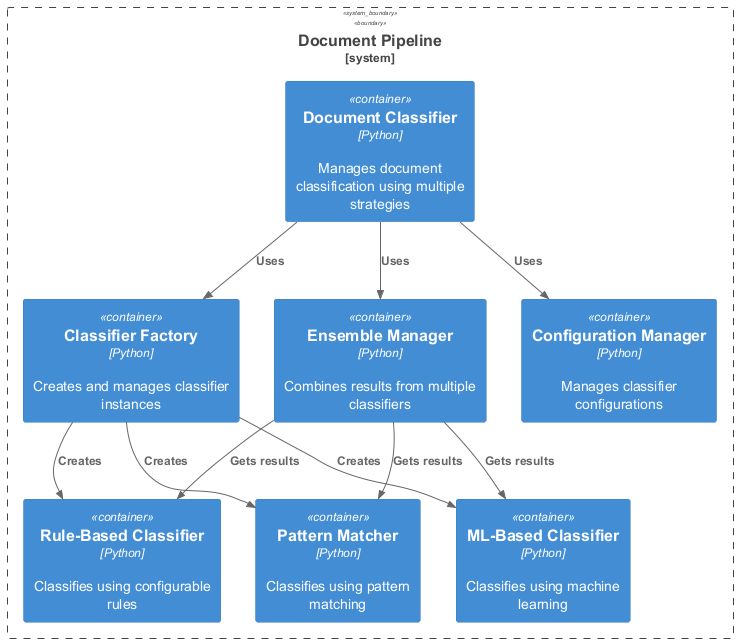 «system_boundary»
«boundary»
Document Pipeline
[system]
«container»
Document Classifier
[Python]
Manages document
classification using multiple
strategies
Uses
Uses
Uses
«container»
Classifier Factory
[Python]
Creates and manages classifier
instances
«container»
Ensemble Manager
[Python]
Combines results from multiple
classifiers
«container»
Configuration Manager
[Python]
Manages classifier
configurations
Creates
Creates
Gets results
Creates
Gets results
Gets results
«container»
Rule-Based Classifier
[Python]
Classifies using configurable
rules
«container»
Pattern Matcher
[Python]
Classifies using pattern
matching
«container»
ML-Based Classifier
[Python]
Classifies using machine
learning